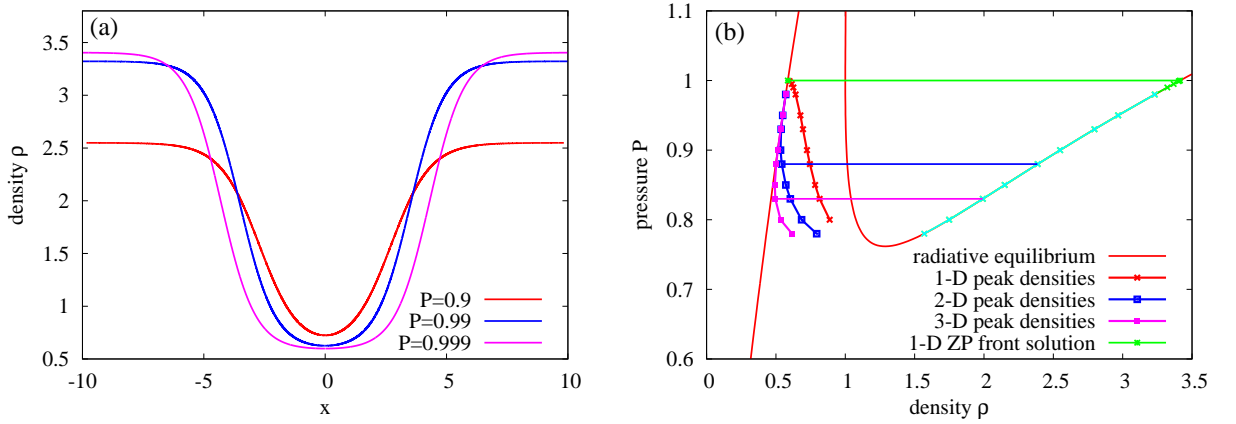 (a)
density ρ
3.5
3
2.5
2
1.5
1
0.5
P=0.9
P=0.99
P=0.999
-10 -5 0 5 10
x
(b)
pressure P
1.1
1
0.9
0.8
0.7
0.6
radiative equilibrium
1-D peak densities
2-D peak densities
3-D peak densities
1-D ZP front solution
0 0.5 1 1.5 2 2.5 3 3.5
density ρ